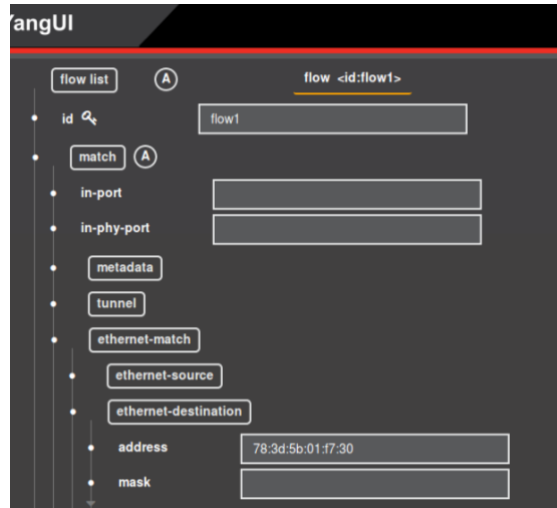 YangUI
flow list A flow <id:flow1>
id flow1
match A
in-port
in-phy-port
metadata
tunnel
ethernet-match
ethernet-source
ethernet-destination
address 78:3d:5b:01:f7:30
mask